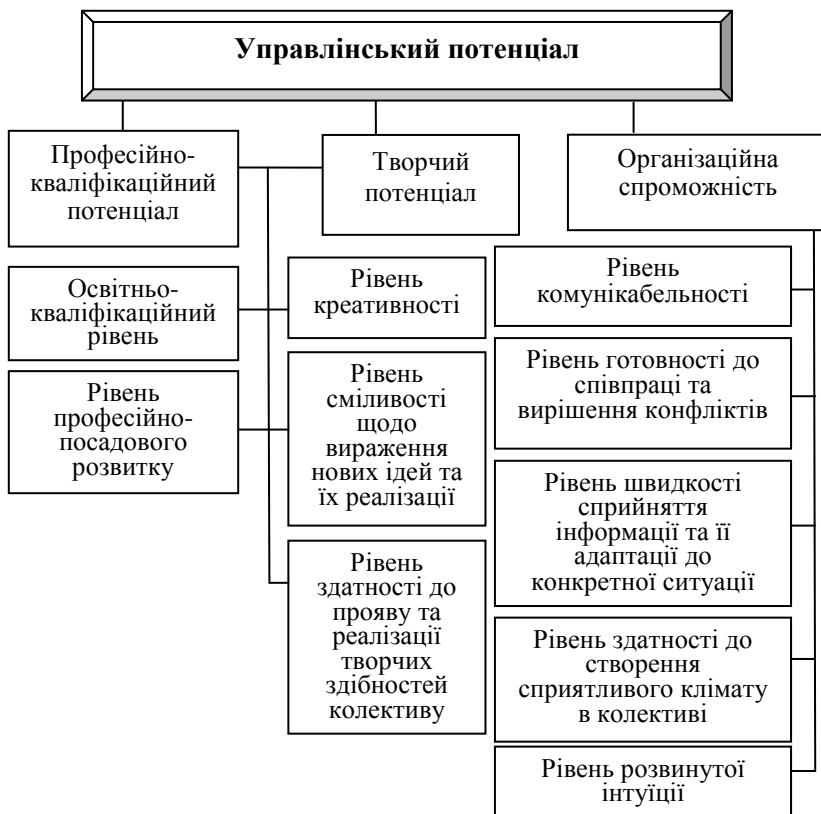 Управлінський потенціал
Професійно-
кваліфікаційний
потенціал
Творчий
потенціал
Організаційна
спроможність
Освітньо-
кваліфікаційний
рівень
Рівень
професійно-
посадового
розвитку
Рівень
креативності
Рівень
сміливості
щодо
вираження
нових ідей та
їх реалізації
Рівень
здатності до
прояву та
реалізації
творчих
здібностей
колективу
Рівень
комунікабельності
Рівень готовності до
співпраці та
вирішення конфліктів
Рівень швидкості
сприйняття
інформації та її
адаптації до
конкретної ситуації
Рівень здатності до
створення
сприятливого клімату
в колективі
Рівень розвинутої
інтуїції